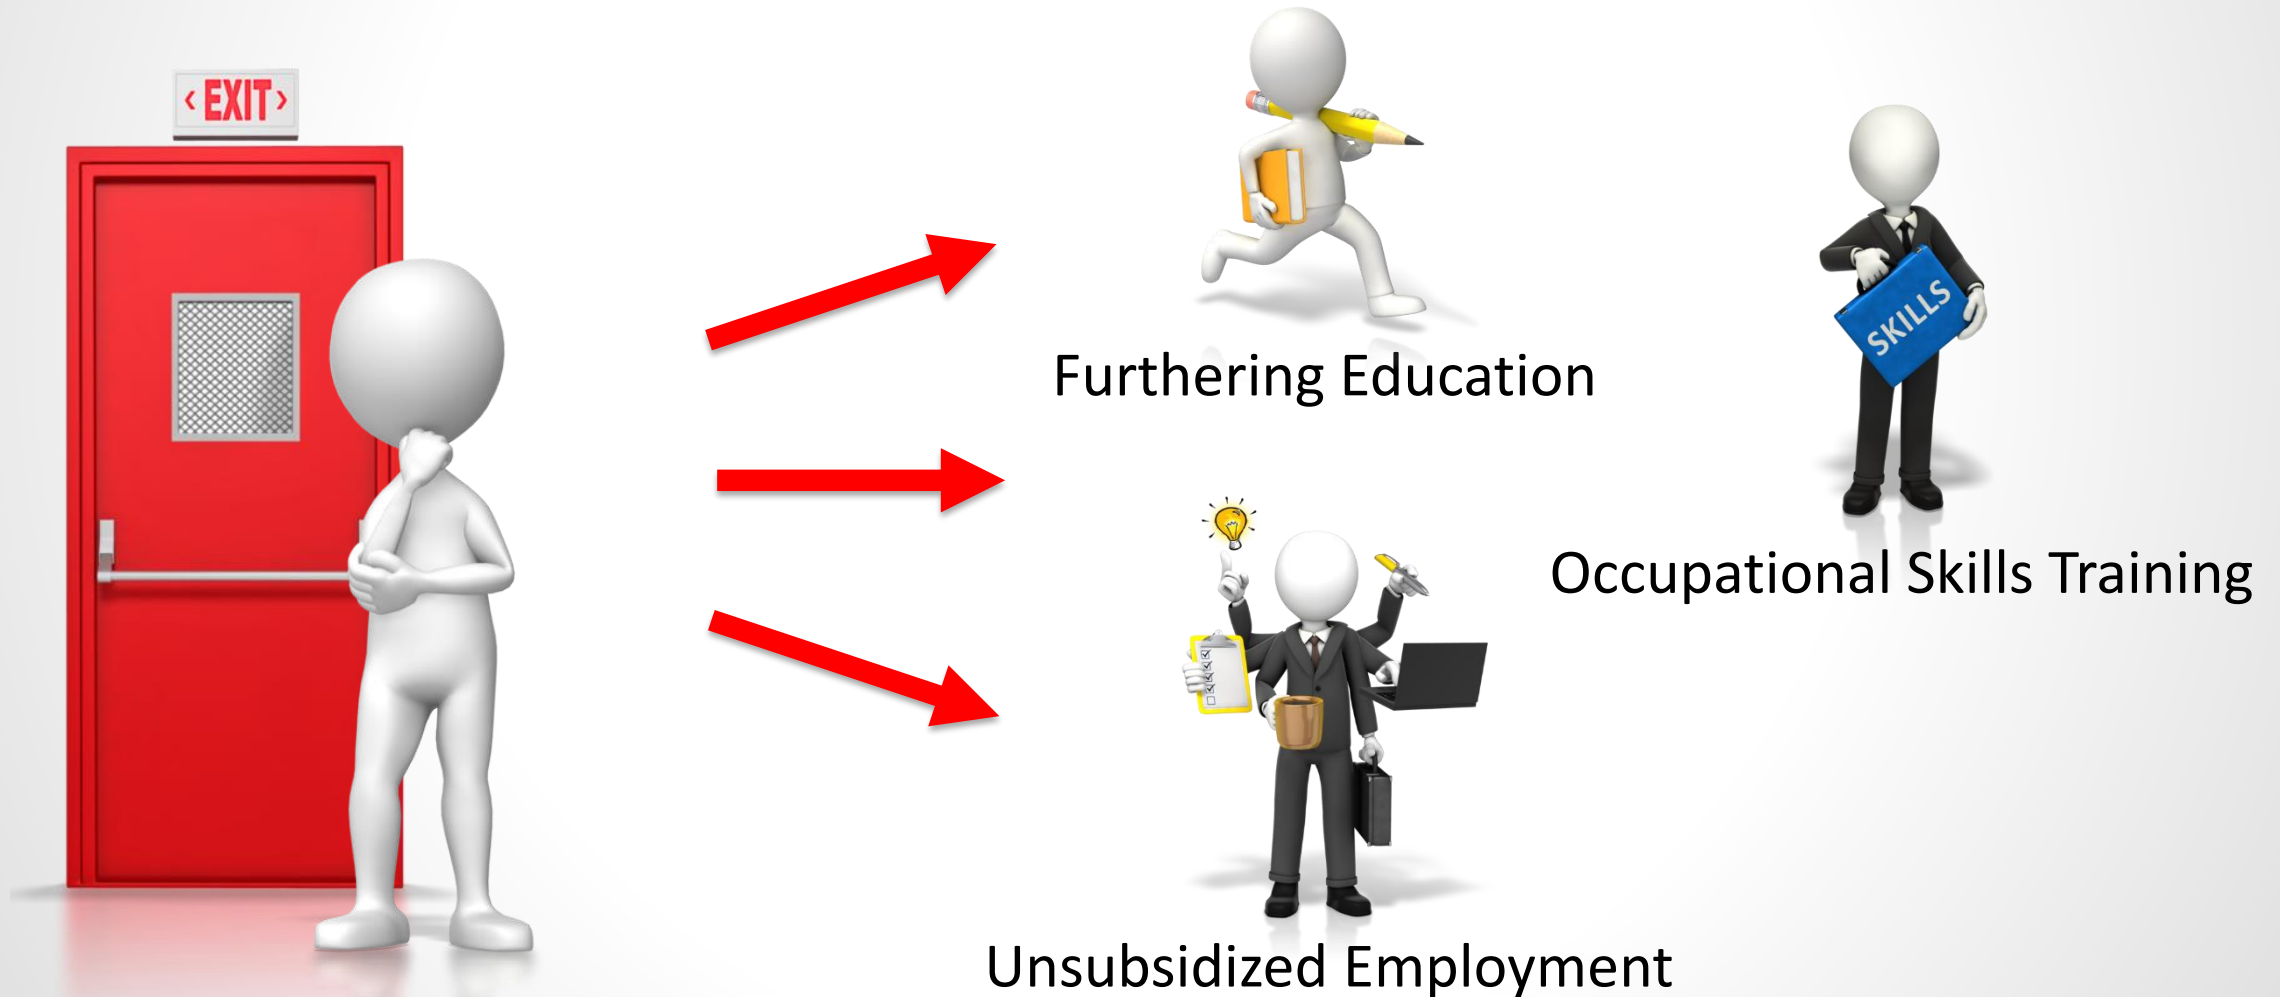 ‹ EXIT ›
Furthering Education
SKILLS
Occupational Skills Training
Unsubsidized Employment